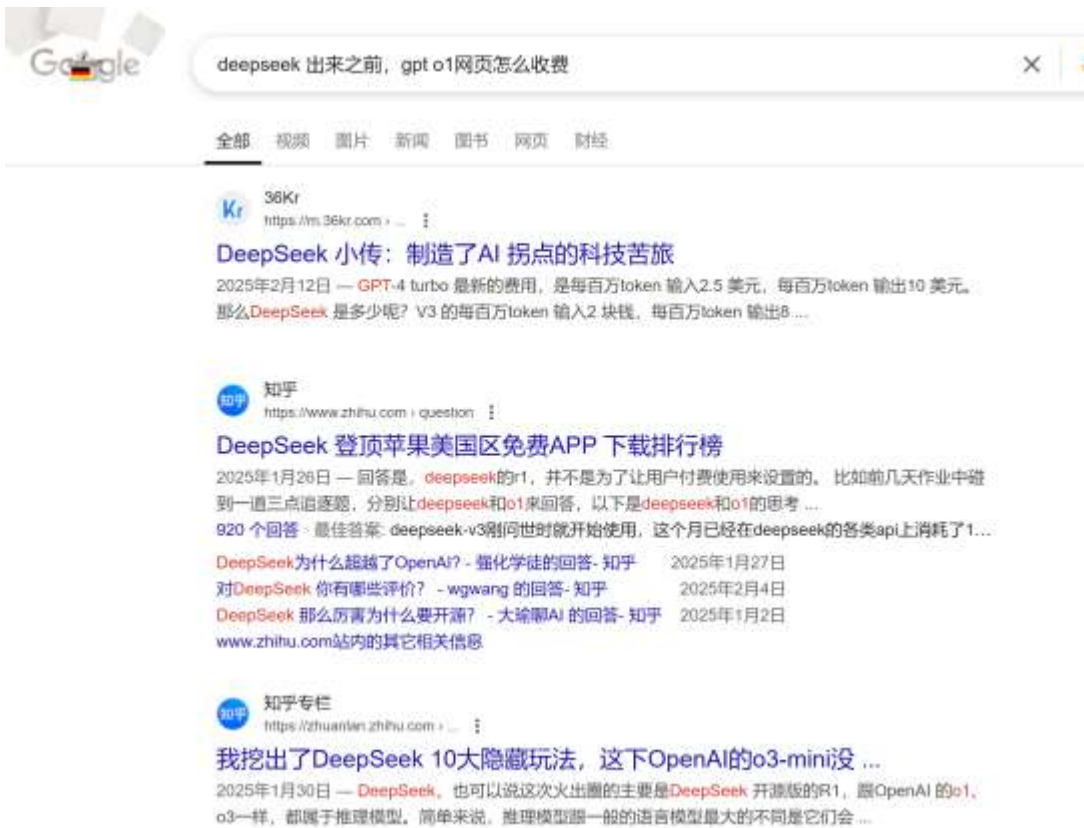 Google
deepseek 出来之前，gpt o1网页怎么收费
全部 视频 图片 新闻 图书 网页 财经
Kr
36Kr
https://m.36kr.com › ...
DeepSeek 小传：制造了AI 拐点的科技苦旅
2025年2月12日 — GPT-4 turbo 最新的费用，是每百万token 输入2.5 美元，每百万token 输出10 美元。
那么DeepSeek 是多少呢？V3 的每百万token 输入2 块钱，每百万token 输出8 ...
知乎
知乎
https://www.zhihu.com › question
DeepSeek 登顶苹果美国区免费APP 下载排行榜
2025年1月26日 — 回答是，deepseek的r1，并不是为了让用户付费使用来设置的。 比如前几天作业中碰
到一道三点追逐题，分别让deepseek和o1来回答，以下是deepseek和o1的思考 ...
920 个回答 · 最佳答案: deepseek-v3刚问世时就开始使用，这个月已经在deepseek的各类api上消耗了1...
DeepSeek为什么超越了OpenAI? - 强化学徒的回答- 知乎 2025年1月27日
对DeepSeek 你有哪些评价？ - wgwang 的回答- 知乎 2025年2月4日
DeepSeek 那么厉害为什么要开源？ - 大瑜聊AI 的回答- 知乎 2025年1月2日
www.zhihu.com站内的其它相关信息
知乎
知乎专栏
https://zhuanlan.zhihu.com › ...
我挖出了DeepSeek 10大隐藏玩法，这下OpenAI的o3-mini没 ...
2025年1月30日 — DeepSeek，也可以说这次火出圈的主要是DeepSeek 开源版的R1，跟OpenAI 的o1、
o3一样，都属于推理模型。简单来说，推理模型跟一般的语言模型最大的不同是它们会 ...